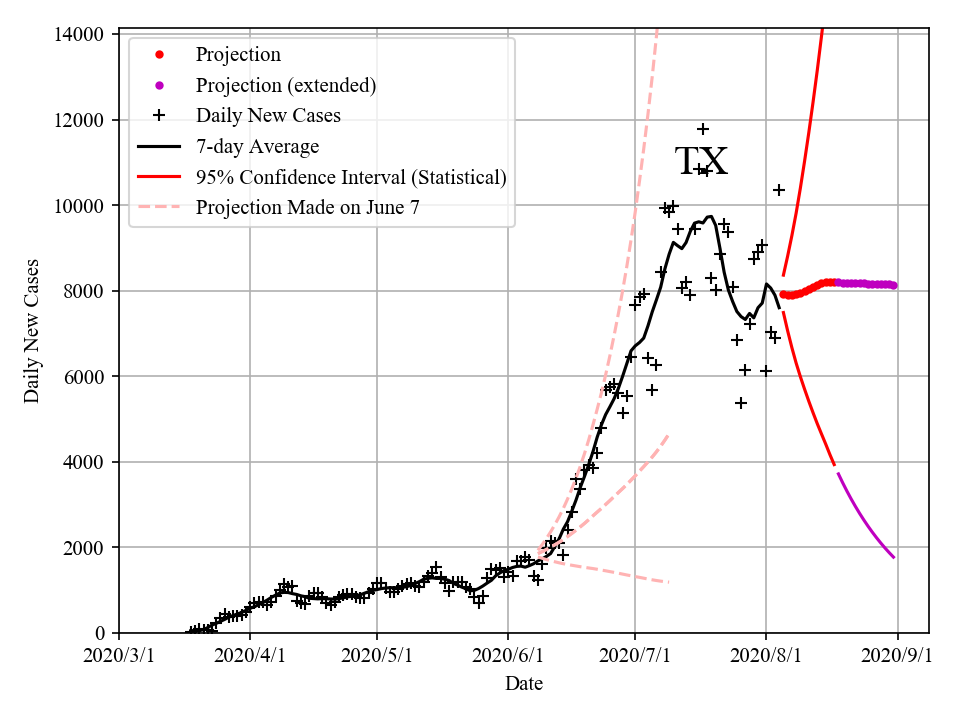 14000
12000
10000
8000
6000
4000
2000
0
Daily New Cases
Projection
Projection (extended)
Daily New Cases
7-day Average
95% Confidence Interval (Statistical)
Projection Made on June 7
TX
2020/3/1 2020/4/1 2020/5/1 2020/6/1 2020/7/1 2020/8/1 2020/9/1
Date